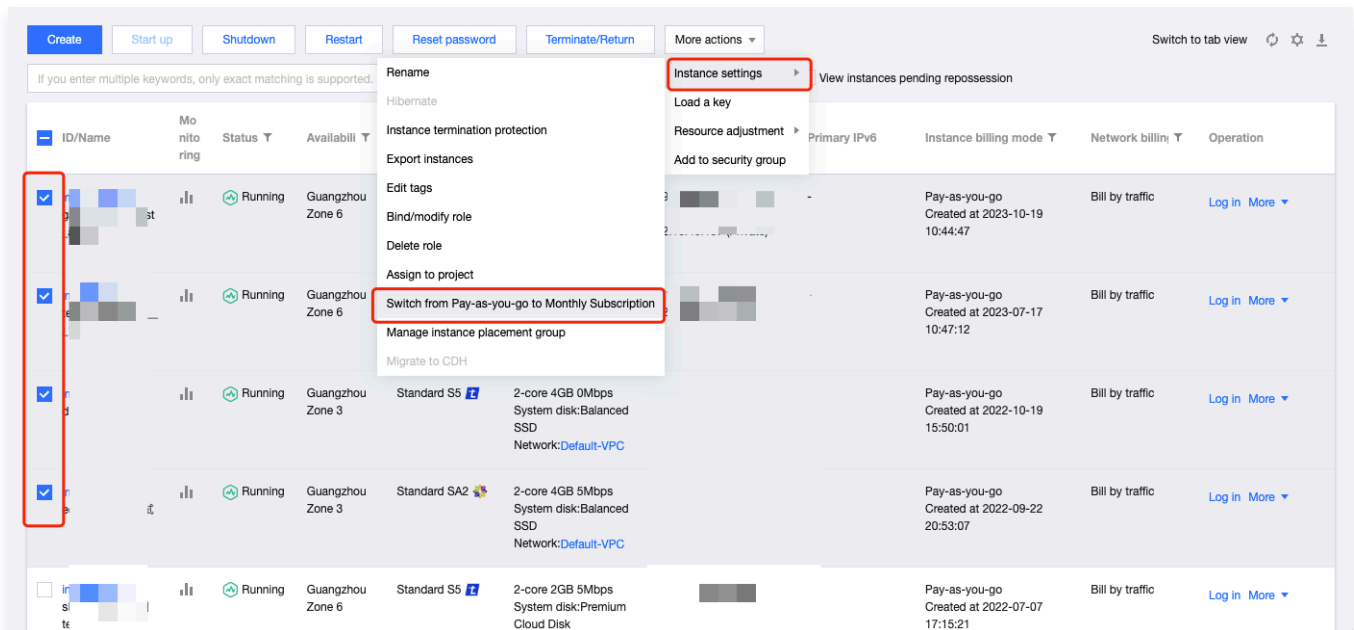 Create
Start up
Shutdown
Restart
Reset password
Terminate/Return
More actions
Switch to tab view
If you enter multiple keywords, only exact matching is supported.
View instances pending repossession
Rename
Hibernate
Instance termination protection
Export instances
Edit tags
Bind/modify role
Delete role
Assign to project
Switch from Pay-as-you-go to Monthly Subscription
Manage instance placement group
Migrate to CDH
Instance settings
Load a key
Resource adjustment
Add to security group
ID/Name
Mo
nito
ring
Status
Availabili
Primary IPv6
Instance billing mode
Network billing
Operation
Running
Guangzhou
Zone 6
-
Pay-as-you-go
Created at 2023-10-19
10:44:47
Bill by traffic
Log in More
Running
Guangzhou
Zone 6
Pay-as-you-go
Created at 2023-07-17
10:47:12
Bill by traffic
Log in More
Running
Guangzhou
Zone 3
Standard S5
2-core 4GB 0Mbps
System disk:Balanced
SSD
Network:Default-VPC
Pay-as-you-go
Created at 2022-10-19
15:50:01
Bill by traffic
Log in More
Running
Guangzhou
Zone 3
Standard SA2
2-core 4GB 5Mbps
System disk:Balanced
SSD
Network:Default-VPC
Pay-as-you-go
Created at 2022-09-22
20:53:07
Bill by traffic
Log in More
Running
Guangzhou
Zone 6
Standard S5
2-core 2GB 5Mbps
System disk:Premium
Cloud Disk
Pay-as-you-go
Created at 2022-07-07
17:15:21
Bill by traffic
Log in More